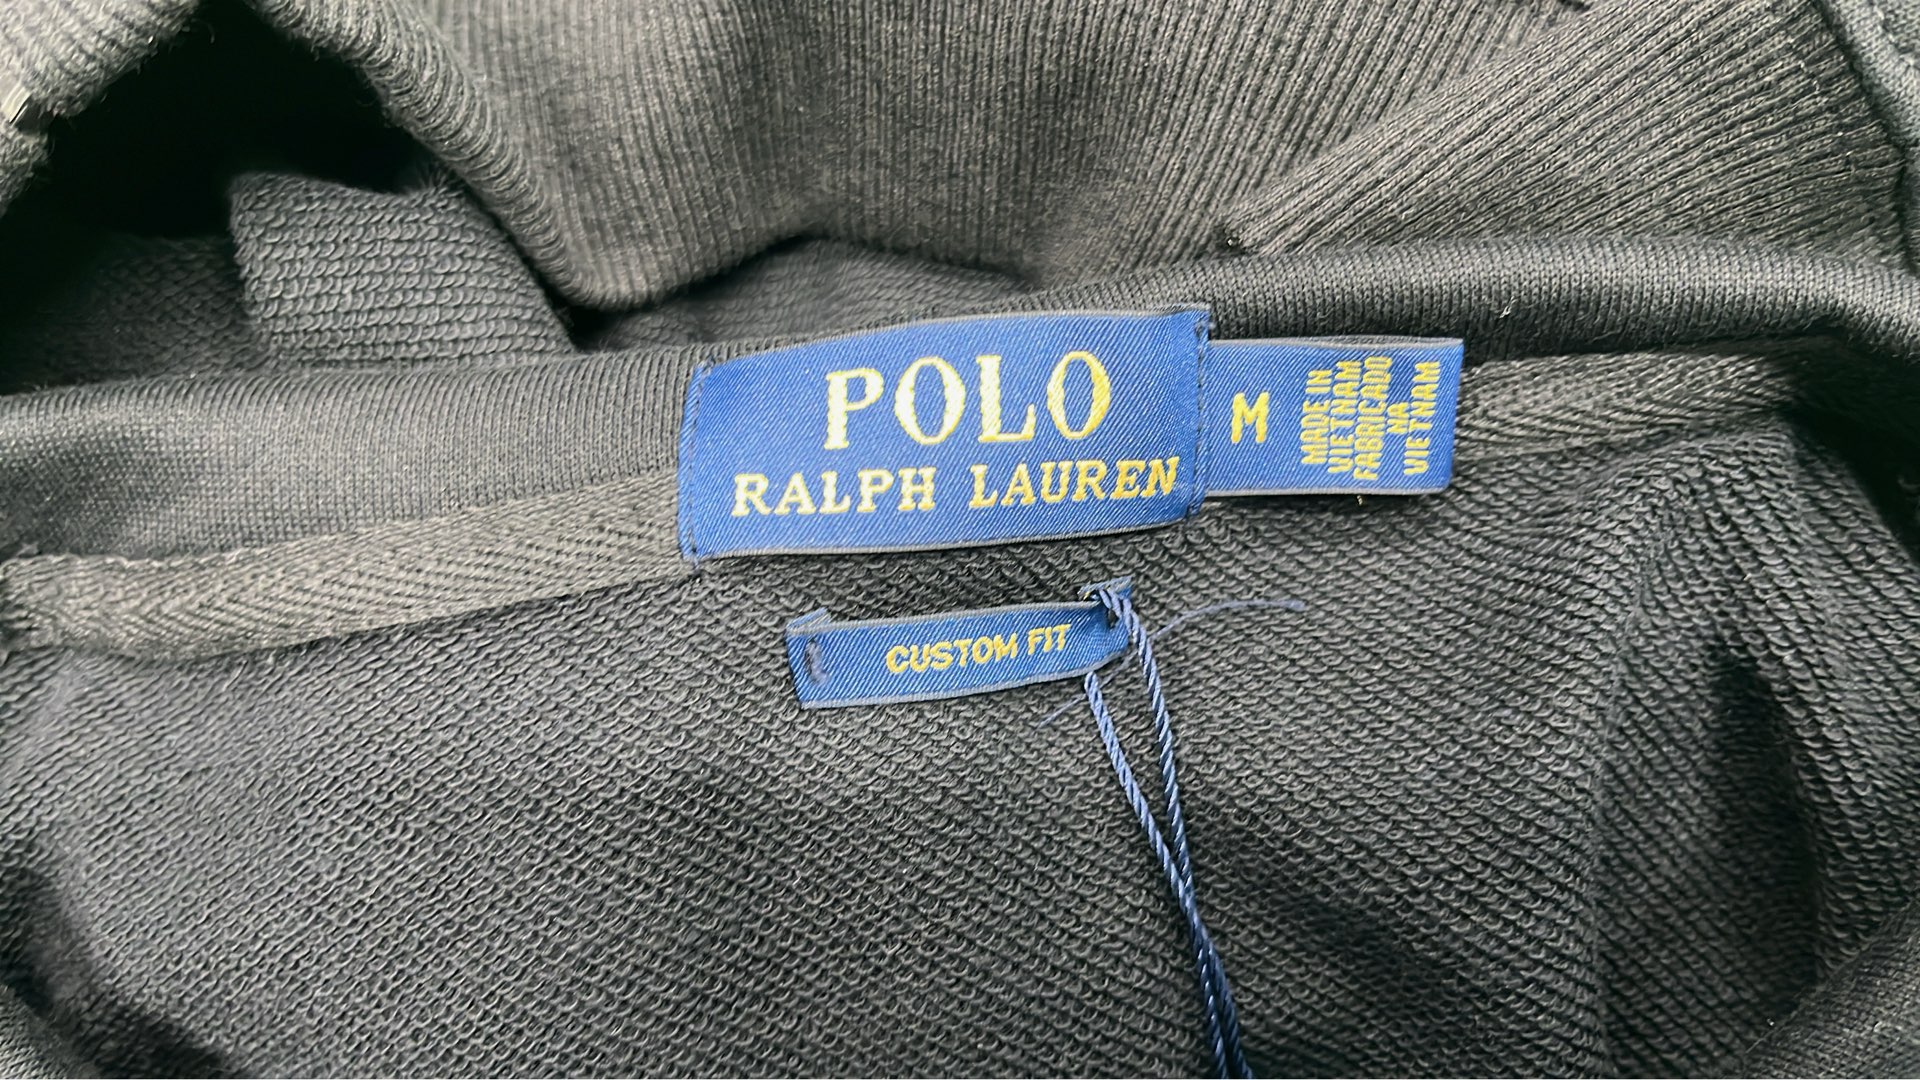 POLO
RALPH LAUREN
M
MADE IN
VIETNAM
FABRICADO
NA
VIETNAM
CUSTOM FIT